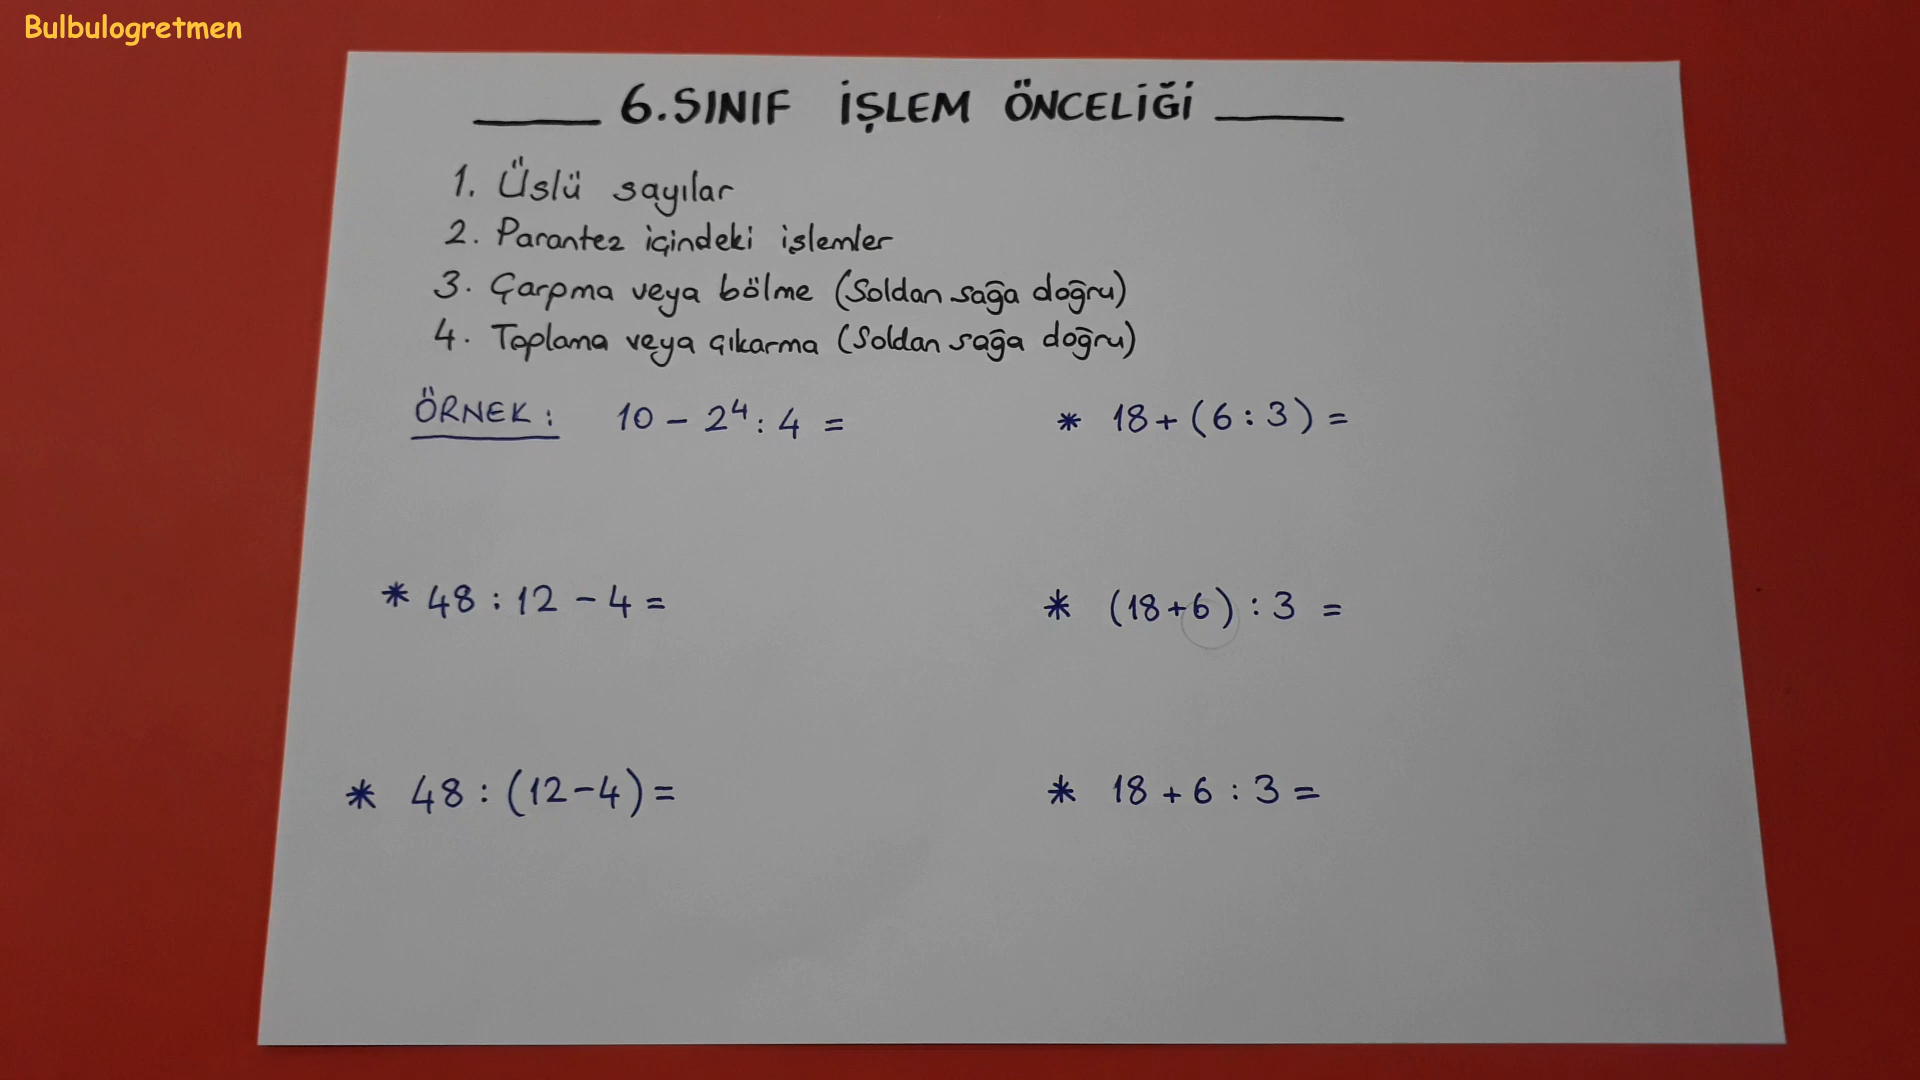 Bulbulogretmen
6.SINIF İŞLEM ÖNCELİĞİ
1. Üslü sayılar
2. Parantez içindeki işlemler
3. Çarpma veya bölme (Soldan sağa doğru)
4. Toplama veya çıkarma (Soldan sağa doğru)
ÖRNEK: 10 - 2⁴ : 4 =
* 18 + (6 : 3) =
* 48 : 12 - 4 =
* (18+6) : 3 =
* 48 : (12-4) =
* 18 + 6 : 3 =